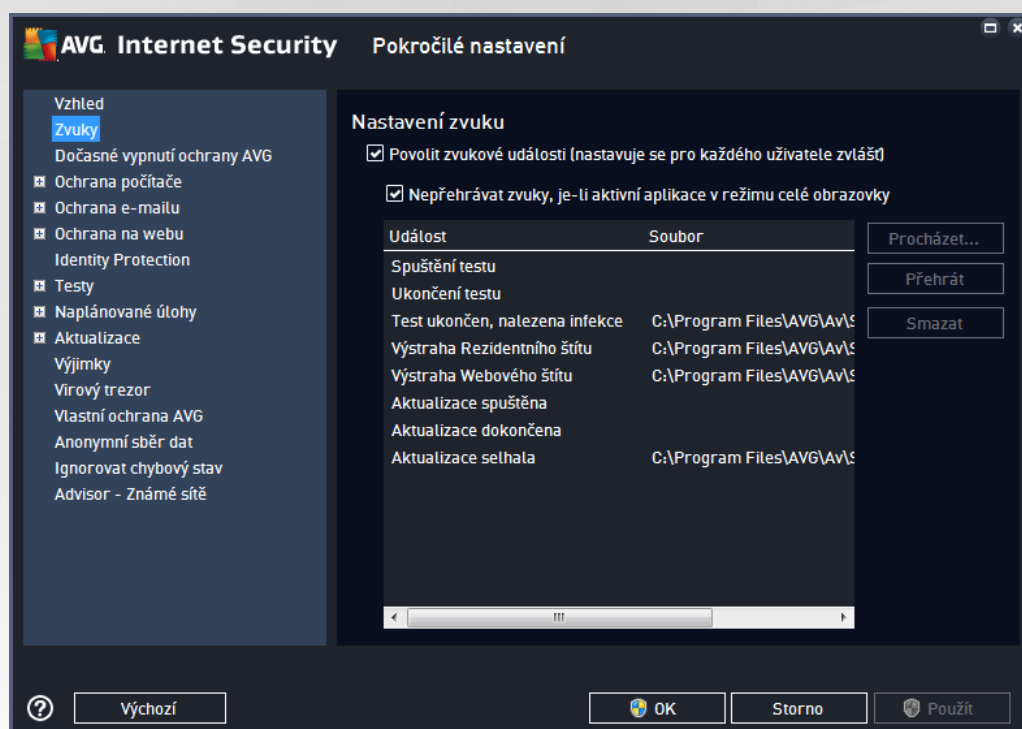 AVG. Internet Security Pokročilé nastavení
Vzhled
Zvuky
Dočasné vypnutí ochrany AVG
Ochrana počítače
Ochrana e-mailu
Ochrana na webu
Identity Protection
Testy
Naplánované úlohy
Aktualizace
Výjimky
Virový trezor
Vlastní ochrana AVG
Anonymní sběr dat
Ignorovat chybový stav
Advisor - Známé sítě
Nastavení zvuku
Povolit zvukové události (nastavuje se pro každého uživatele zvlášť)
Nepřehrávat zvuky, je-li aktivní aplikace v režimu celé obrazovky
Událost Soubor
Spuštění testu
Ukončení testu
Test ukončen, nalezena infekce C:\Program Files\AVG\Av\S
Výstraha Rezidentního štítu C:\Program Files\AVG\Av\S
Výstraha Webového štítu C:\Program Files\AVG\Av\S
Aktualizace spuštěna
Aktualizace dokončena
Aktualizace selhala C:\Program Files\AVG\Av\S
Procházet...
Přehrát
Smazat
Výchozí
OK
Storno
Použít